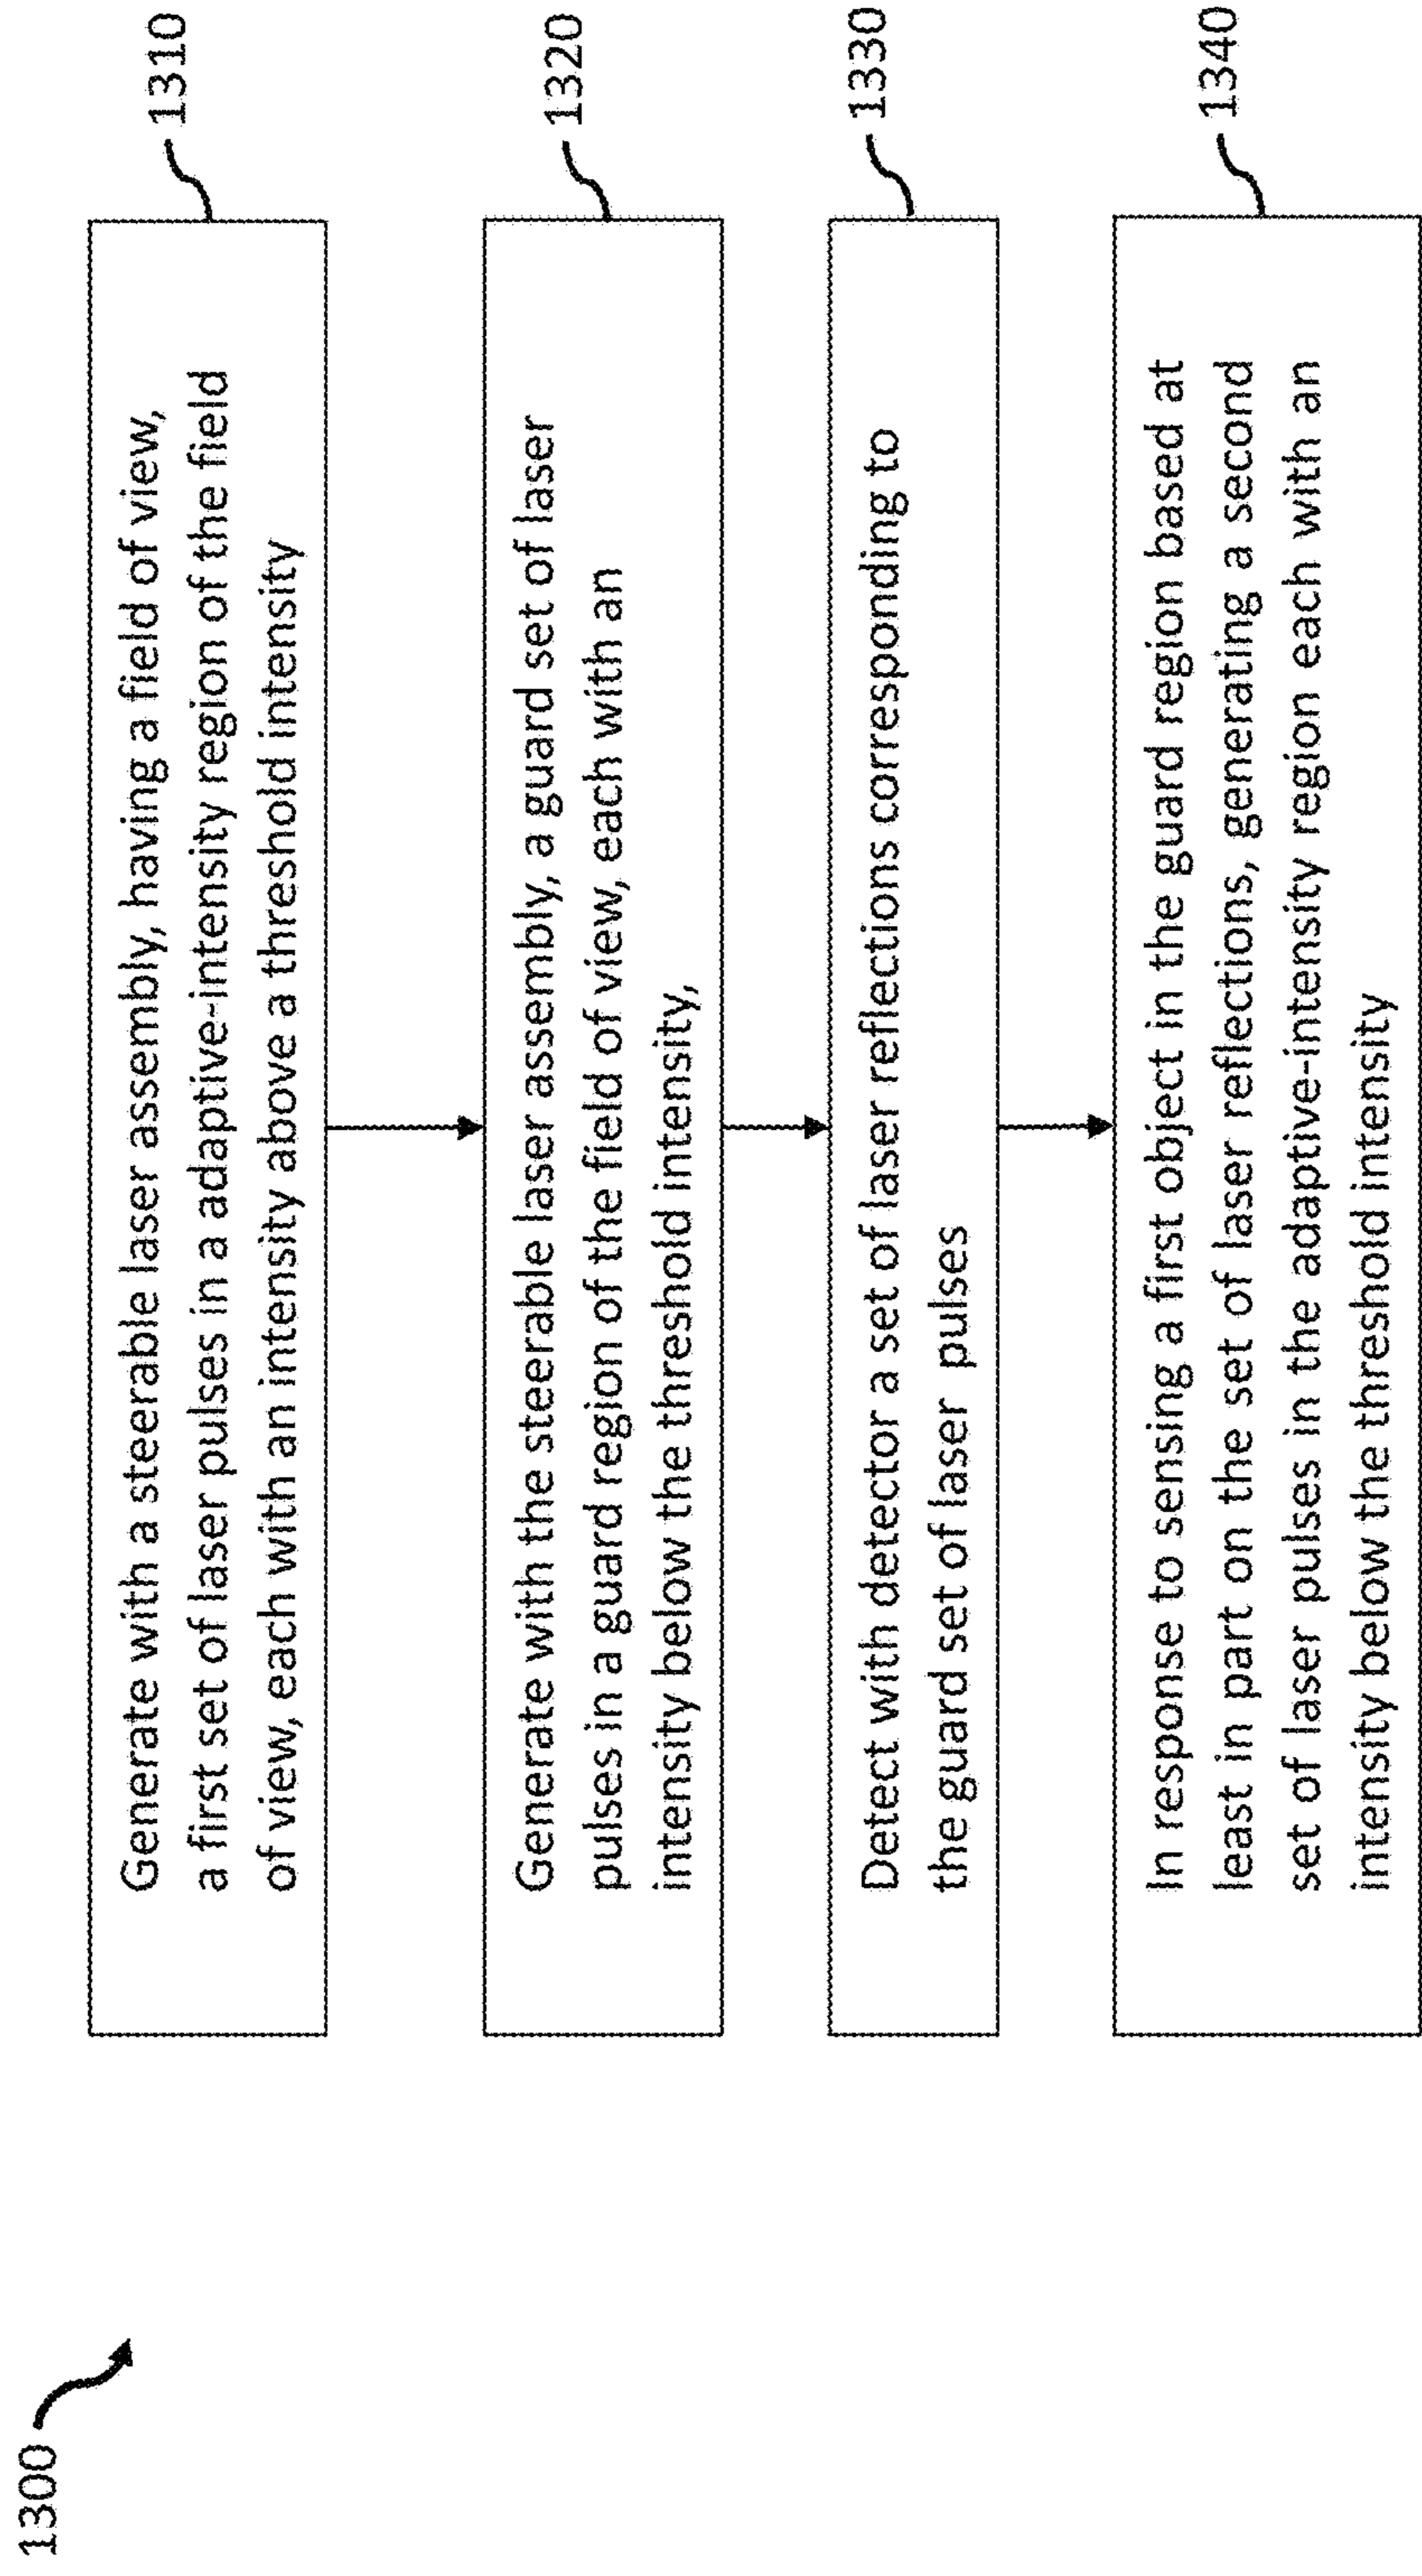 1300
Generate with a steerable laser assembly, having a field of view,
a first set of laser pulses in a adaptive-intensity region of the field
of view, each with an intensity above a threshold intensity
1310
Generate with the steerable laser assembly, a guard set of laser
pulses in a guard region of the field of view, each with an
intensity below the threshold intensity,
1320
Detect with detector a set of laser reflections corresponding to
the guard set of laser pulses
1330
In response to sensing a first object in the guard region based at
least in part on the set of laser reflections, generating a second
set of laser pulses in the adaptive-intensity region each with an
intensity below the threshold intensity
1340